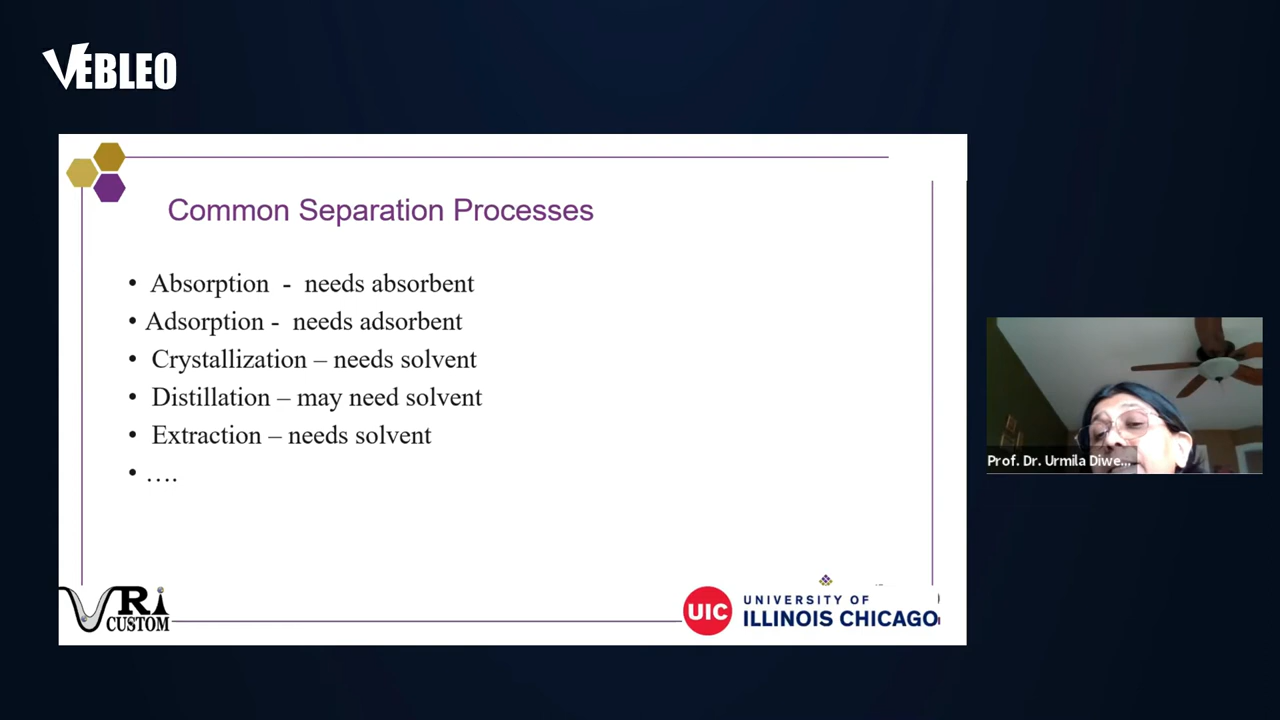 VEBLEO
Common Separation Processes
• Absorption - needs absorbent
• Adsorption - needs adsorbent
• Crystallization – needs solvent
• Distillation – may need solvent
• Extraction – needs solvent
• ….
Prof. Dr. Urmila Diwe...
VRi
CUSTOM
UIC
UNIVERSITY OF
ILLINOIS CHICAGO